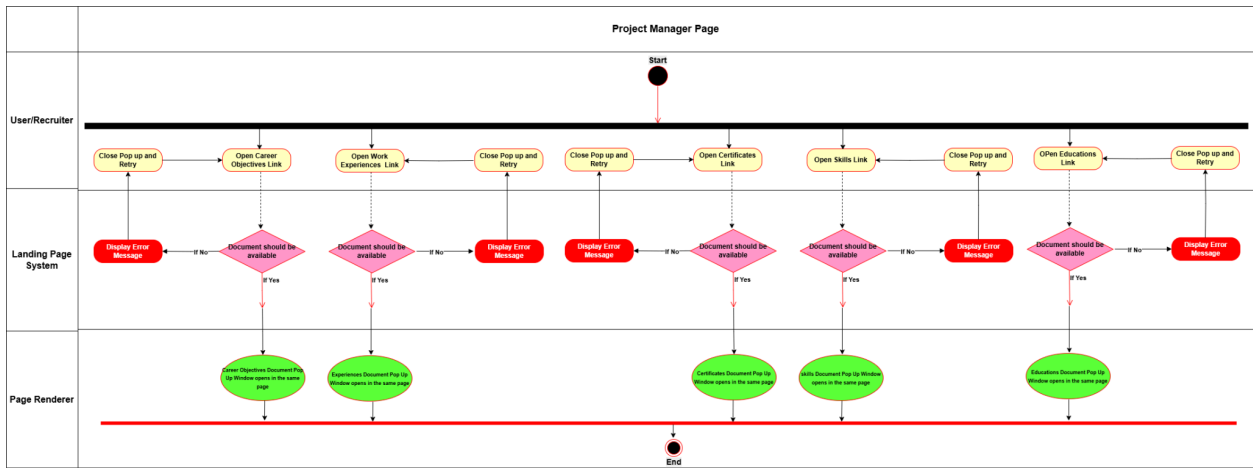 Project Manager Page
Start
User/Recruiter
Close Pop up and
Retry
Open Career
Objectives Link
Open Work
Experiences Link
Close Pop up and
Retry
Close Pop up and
Retry
Open Certificates
Link
Open Skills Link
Close Pop up and
Retry
OPen Educations
Link
Close Pop up and
Retry
Landing Page
System
Display Error
Message
If No
Document should be
available
Document should be
available
If No
Display Error
Message
Display Error
Message
If No
Document should be
available
Document should be
available
If No
Display Error
Message
Document should be
available
If No
Display Error
Message
If Yes
If Yes
If Yes
If Yes
If Yes
Page Renderer
Career Objectives Document Pop
Up Window opens in the same
page
Experiences Document Pop Up
Window opens in the same page
Certificates Document Pop Up
Window opens in the same page
skills Document Pop Up Window
opens in the same page
Educations Document Pop Up
Window opens in the same page
End